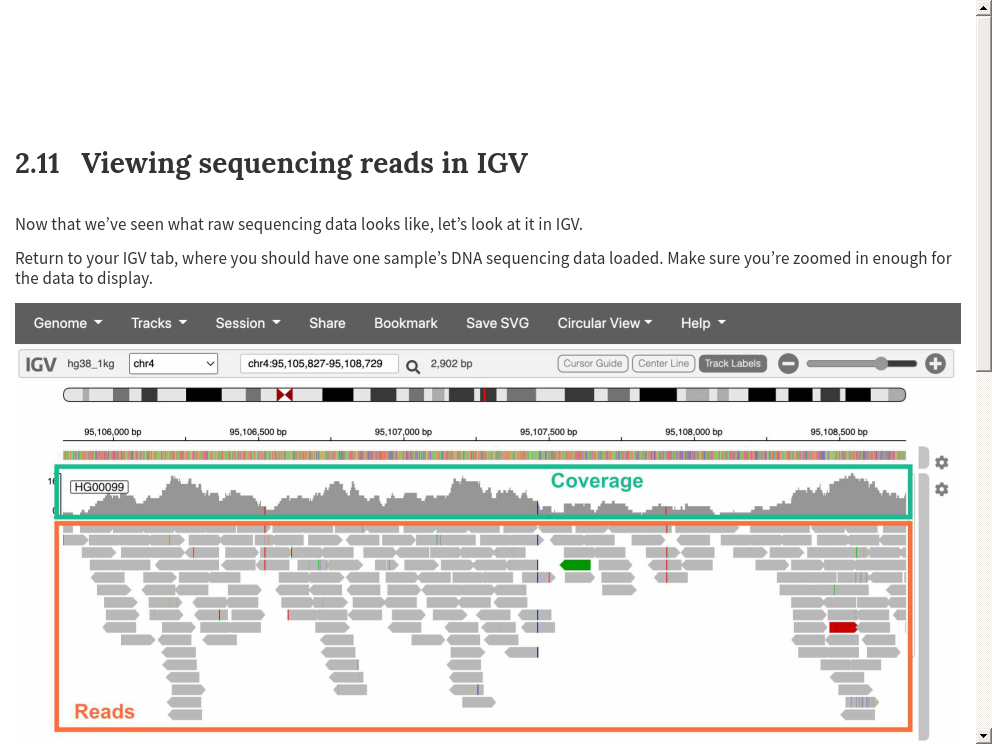 2.11 Viewing sequencing reads in IGV
Now that we’ve seen what raw sequencing data looks like, let’s look at it in IGV.
Return to your IGV tab, where you should have one sample’s DNA sequencing data loaded. Make sure you’re zoomed in enough for
the data to display.
Genome Tracks Session Share Bookmark Save SVG Circular View Help
IGV hg38_1kg chr4 chr4:95,105,827-95,108,729 2,902 bp Cursor Guide Center Line Track Labels
95,106,000 bp 95,106,500 bp 95,107,000 bp 95,107,500 bp 95,108,000 bp 95,108,500 bp
Coverage
HG00099
Reads